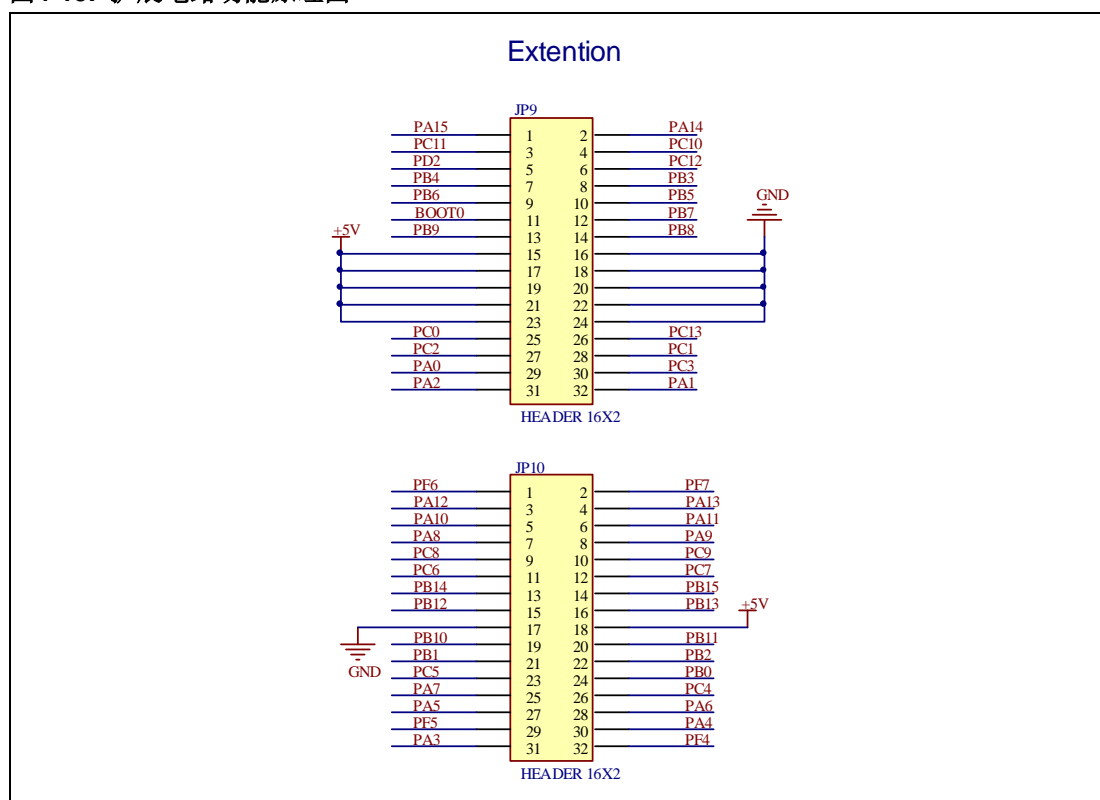 Extention
JP9
PA15 1 2 PA14
PC11 3 4 PC10
PD2 5 6 PC12
PB4 7 8 PB3
PB6 9 10 PB5
GND
BOOT0 11 12 PB7
PB9 13 14 PB8
+5V
15 16
17 18
19 20
21 22
23 24
PC0 25 26 PC13
PC2 27 28 PC1
PA0 29 30 PC3
PA2 31 32 PA1
HEADER 16X2
JP10
PF6 1 2 PF7
PA12 3 4 PA13
PA10 5 6 PA11
PA8 7 8 PA9
PC8 9 10 PC9
PC6 11 12 PC7
PB14 13 14 PB15
PB12 15 16 PB13
+5V
17 18
PB10 19 20 PB11
PB1 21 22 PB2
GND
PC5 23 24 PB0
PA7 25 26 PC4
PA5 27 28 PA6
PF5 29 30 PA4
PA3 31 32 PF4
HEADER 16X2